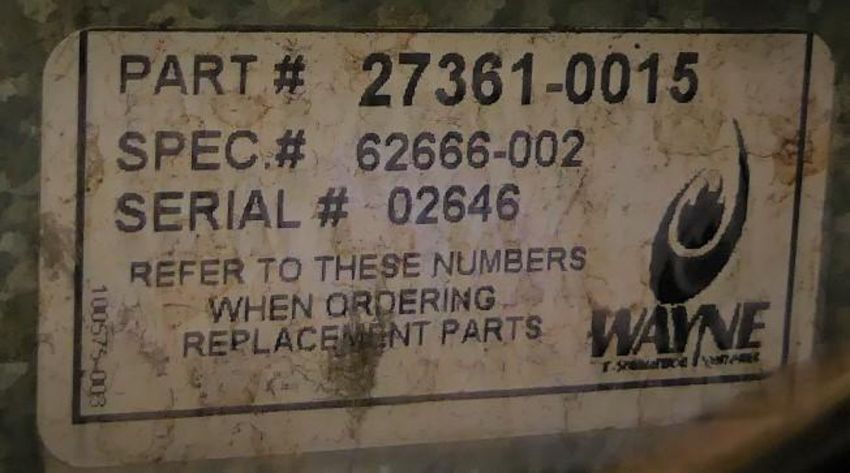 PART # 27361-0015
SPEC.# 62666-002
SERIAL # 02646
REFER TO THESE NUMBERS
WHEN ORDERING
REPLACEMENT PARTS
WAYNE
100575-003